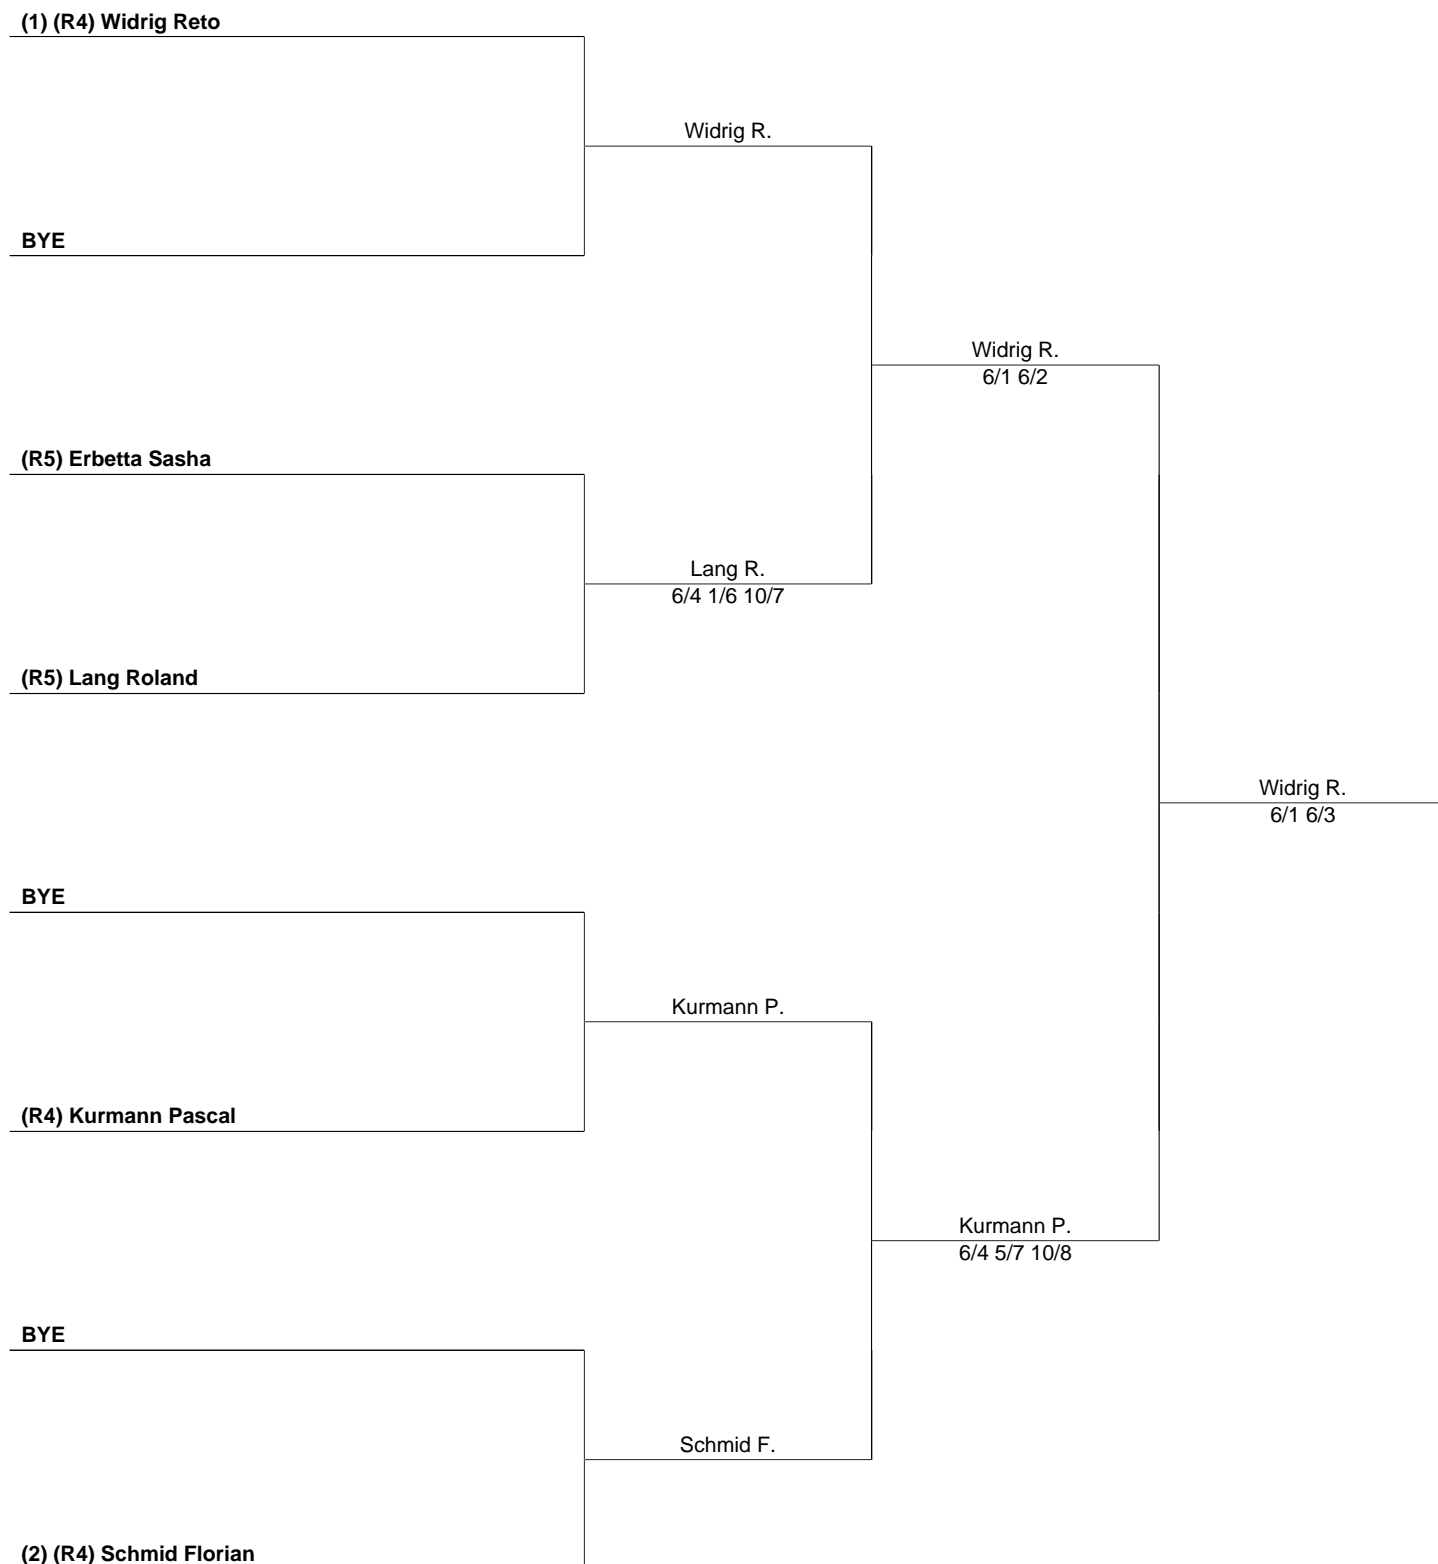 (1) (R4) Widrig Reto
Widrig R.
BYE
Widrig R.
6/1 6/2
(R5) Erbetta Sasha
Lang R.
6/4 1/6 10/7
(R5) Lang Roland
Widrig R.
6/1 6/3
BYE
Kurmann P.
(R4) Kurmann Pascal
Kurmann P.
6/4 5/7 10/8
BYE
Schmid F.
(2) (R4) Schmid Florian